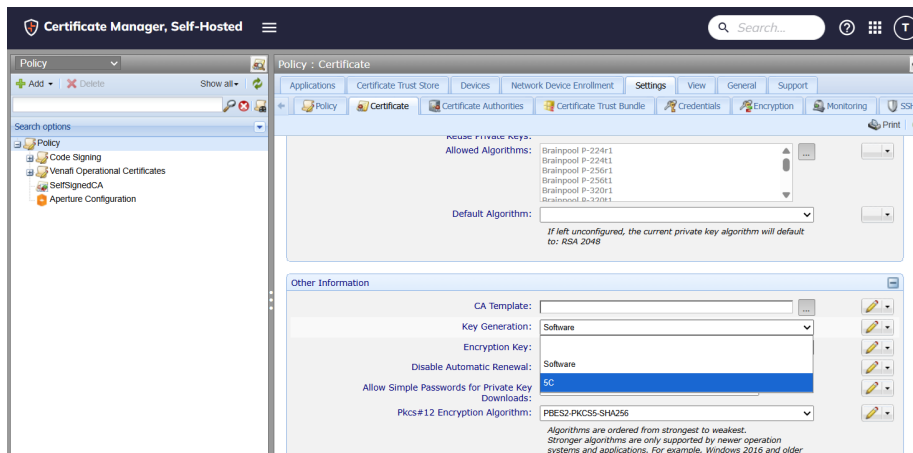 Certificate Manager, Self-Hosted
Search...
T
Policy
Policy : Certificate
Add
Delete
Show all
Applications
Certificate Trust Store
Devices
Network Device Enrollment
Settings
View
General
Support
Policy
Certificate
Certificate Authorities
Certificate Trust Bundle
Credentials
Encryption
Monitoring
SSH
Print
Search options
Policy
Code Signing
Venafi Operational Certificates
SelfSignedCA
Aperture Configuration
Reuse Private Keys:
Allowed Algorithms:
Brainpool P-224r1
Brainpool P-224t1
Brainpool P-256r1
Brainpool P-256t1
Brainpool P-320r1
Brainpool P-320t1
...
Default Algorithm:
If left unconfigured, the current private key algorithm will default
to: RSA 2048
Other Information
CA Template:
...
Key Generation:
Software
Encryption Key:
Software
Disable Automatic Renewal:
5C
Allow Simple Passwords for Private Key
Downloads:
Pkcs#12 Encryption Algorithm:
PBES2-PKCS5-SHA256
Algorithms are ordered from strongest to weakest.
Stronger algorithms are only supported by newer operation
systems and applications. For example, Windows 2016 and older